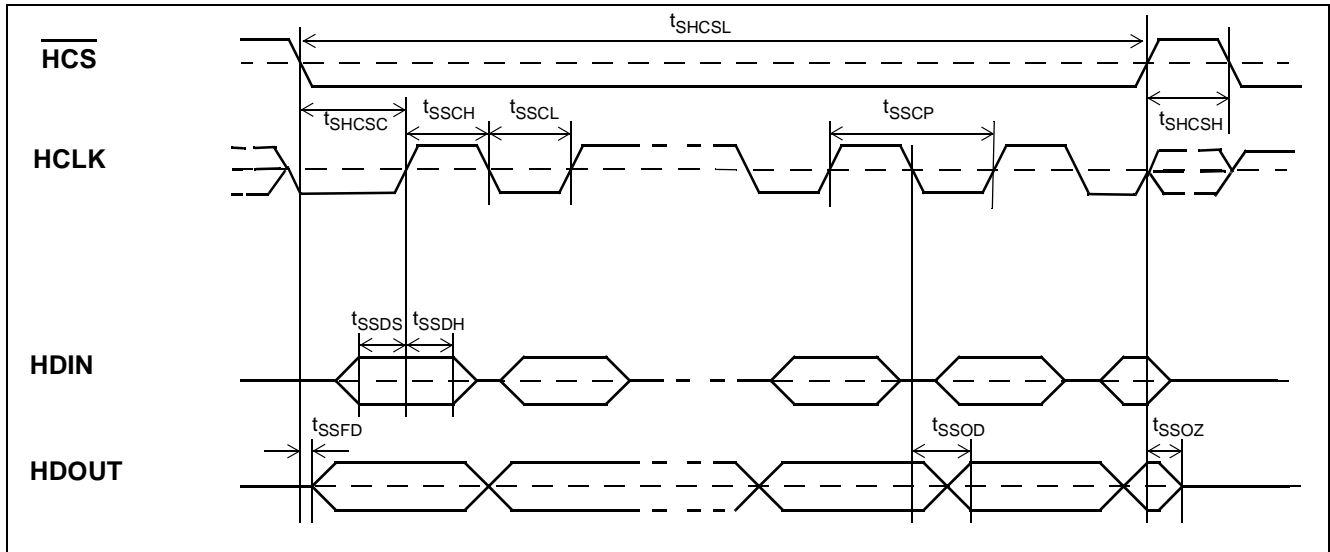 tSHCSL
HCS
tSHCSC
tSSCH
tSSCL
tSSCP
tSHCSH
HCLK
tSSDS
tSSDH
HDIN
tSSFD
tSSOD
tSSOZ
HDOUT